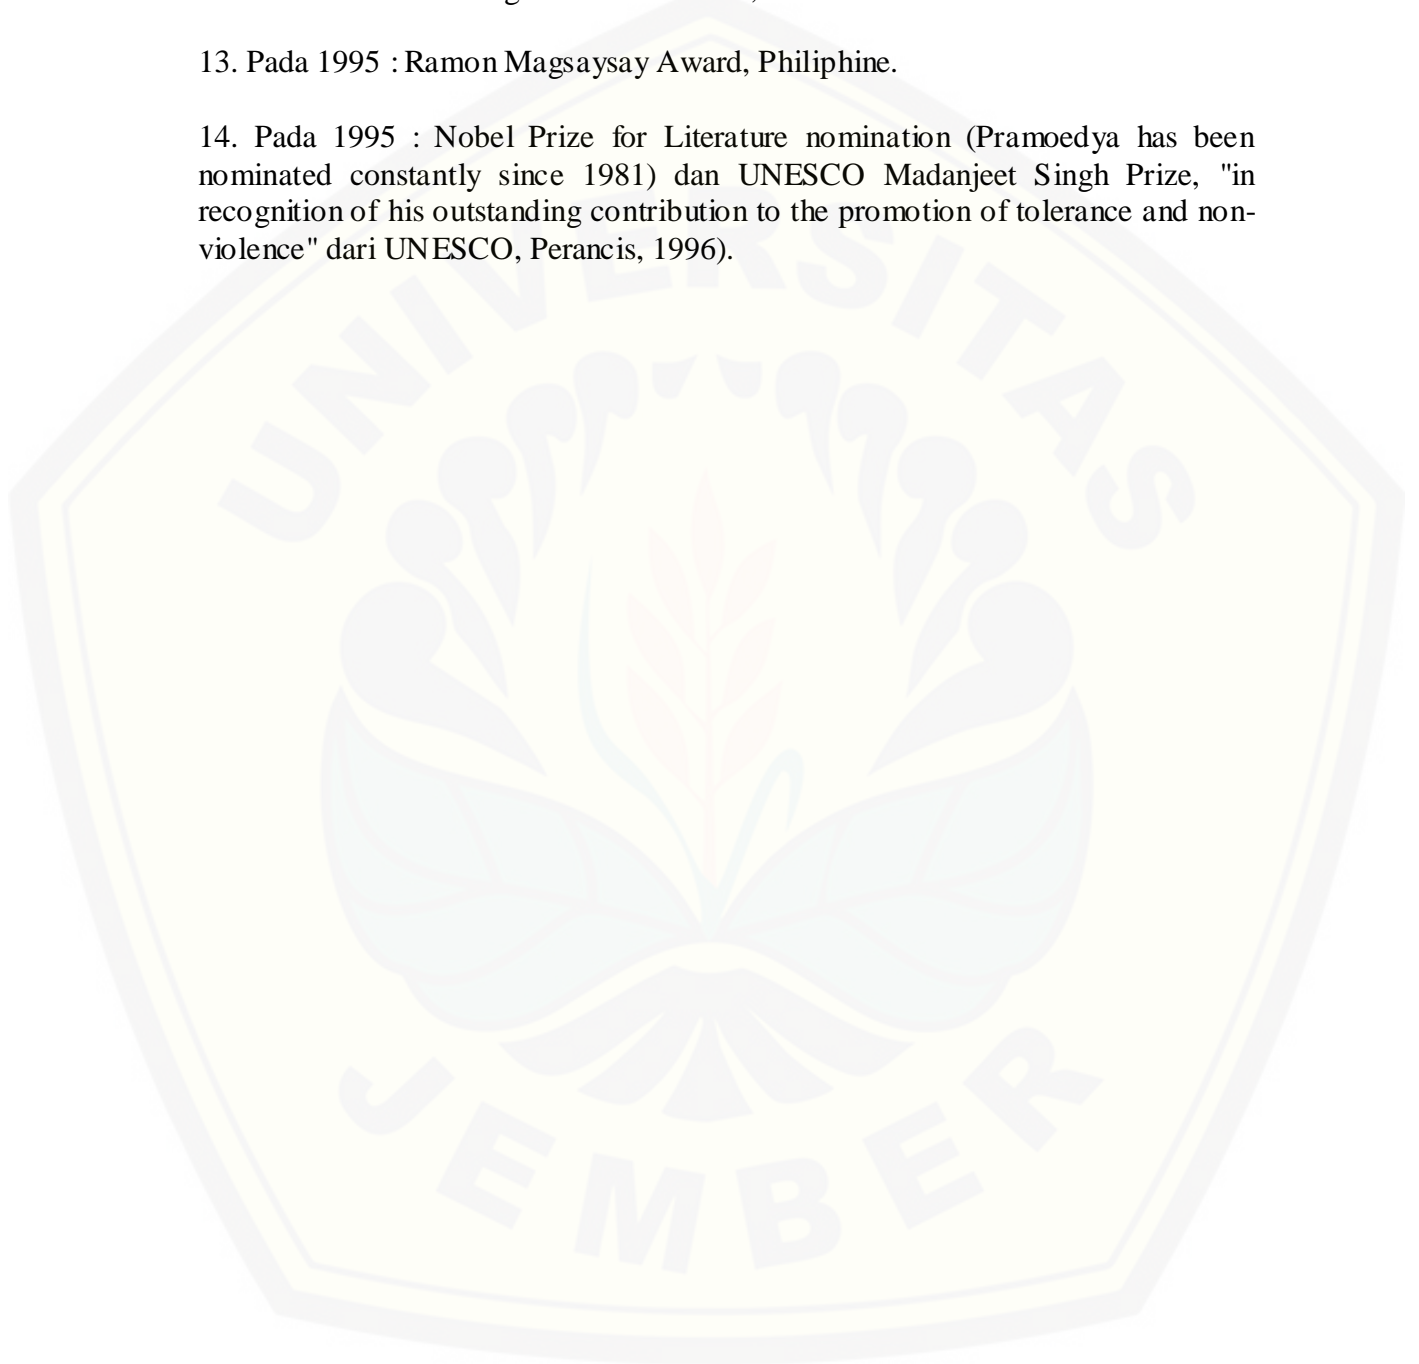 13. Pada 1995 : Ramon Magsaysay Award, Philiphine.
14. Pada 1995 : Nobel Prize for Literature nomination (Pramoedya has been
nominated constantly since 1981) dan UNESCO Madanjeet Singh Prize, "in
recognition of his outstanding contribution to the promotion of tolerance and non-
violence" dari UNESCO, Perancis, 1996).
UNIVERSITAS
JEMBER